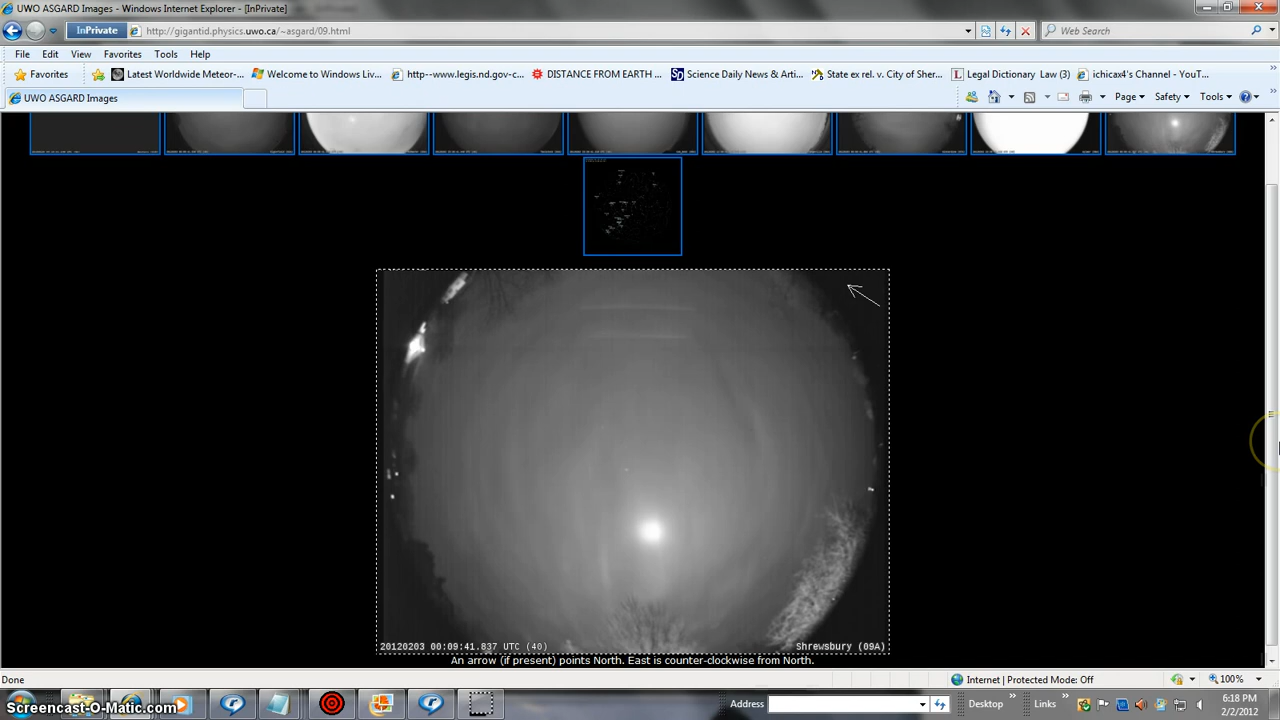 UWO ASGARD Images - Windows Internet Explorer - [InPrivate]
InPrivate http://gigantid.physics.uwo.ca/~asgard/09.html Web Search
File Edit View Favorites Tools Help
Favorites Latest Worldwide Meteor-... Welcome to Windows Liv... http--www.legis.nd.gov-c... DISTANCE FROM EARTH ... Science Daily News & Arti... State ex rel. v. City of Sher... Legal Dictionary Law (3) ichicax4's Channel - YouT...
UWO ASGARD Images Page Safety Tools
20120203 00:09:41.837 UTC (40) Shrewsbury (09A)
An arrow (if present) points North. East is counter-clockwise from North.
Done Internet | Protected Mode: Off 100%
Screencast-O-Matic.com Address Desktop Links 6:18 PM
2/2/2012